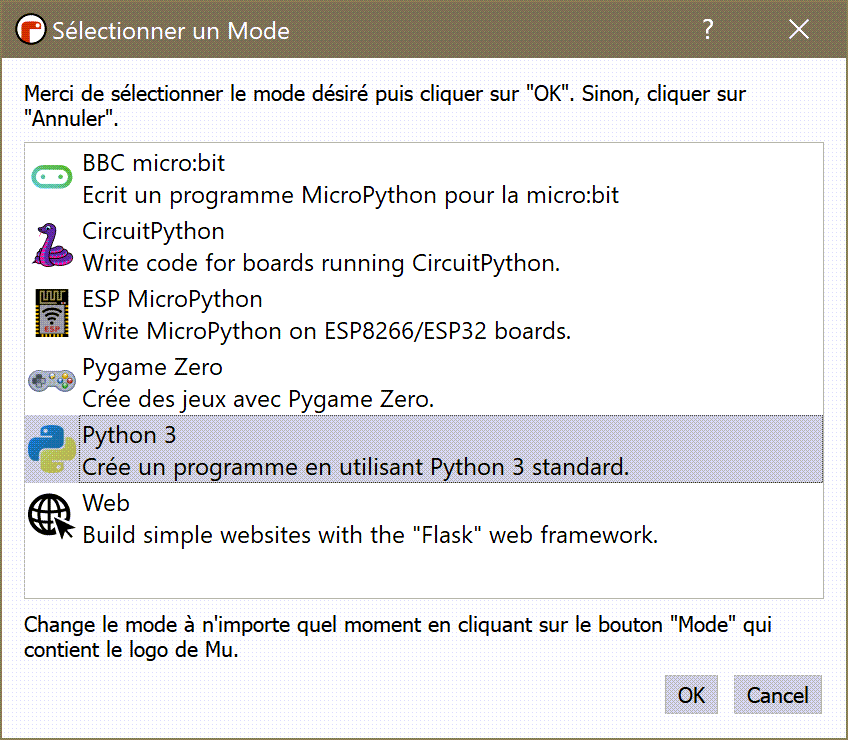 Sélectionner un Mode
?
Merci de sélectionner le mode désiré puis cliquer sur "OK". Sinon, cliquer sur
"Annuler".
BBC micro:bit
Ecrit un programme MicroPython pour la micro:bit
CircuitPython
Write code for boards running CircuitPython.
ESP MicroPython
ESP
Write MicroPython on ESP8266/ESP32 boards.
Pygame Zero
Crée des jeux avec Pygame Zero.
Python 3
Crée un programme en utilisant Python 3 standard.
Web
Build simple websites with the "Flask" web framework.
Change le mode à n'importe quel moment en cliquant sur le bouton "Mode" qui
contient le logo de Mu.
OK Cancel